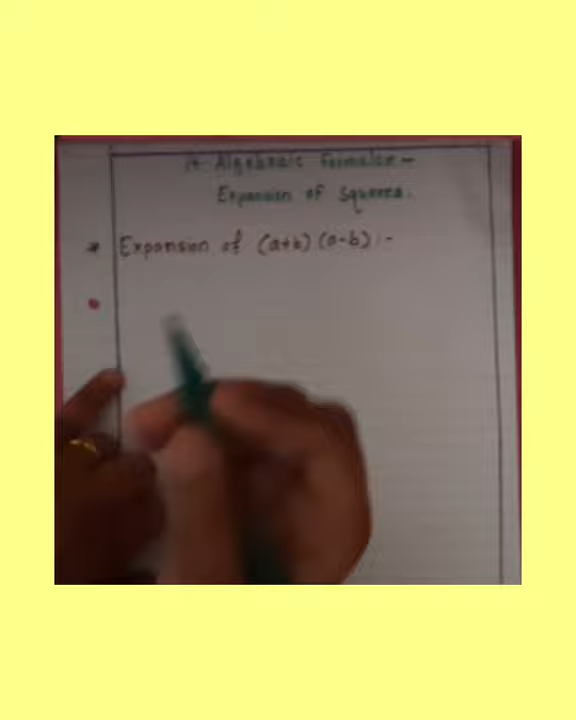 Algebraic Formulae -
Expansion of Squares.
* Expansion of (a+b) (a-b) :-